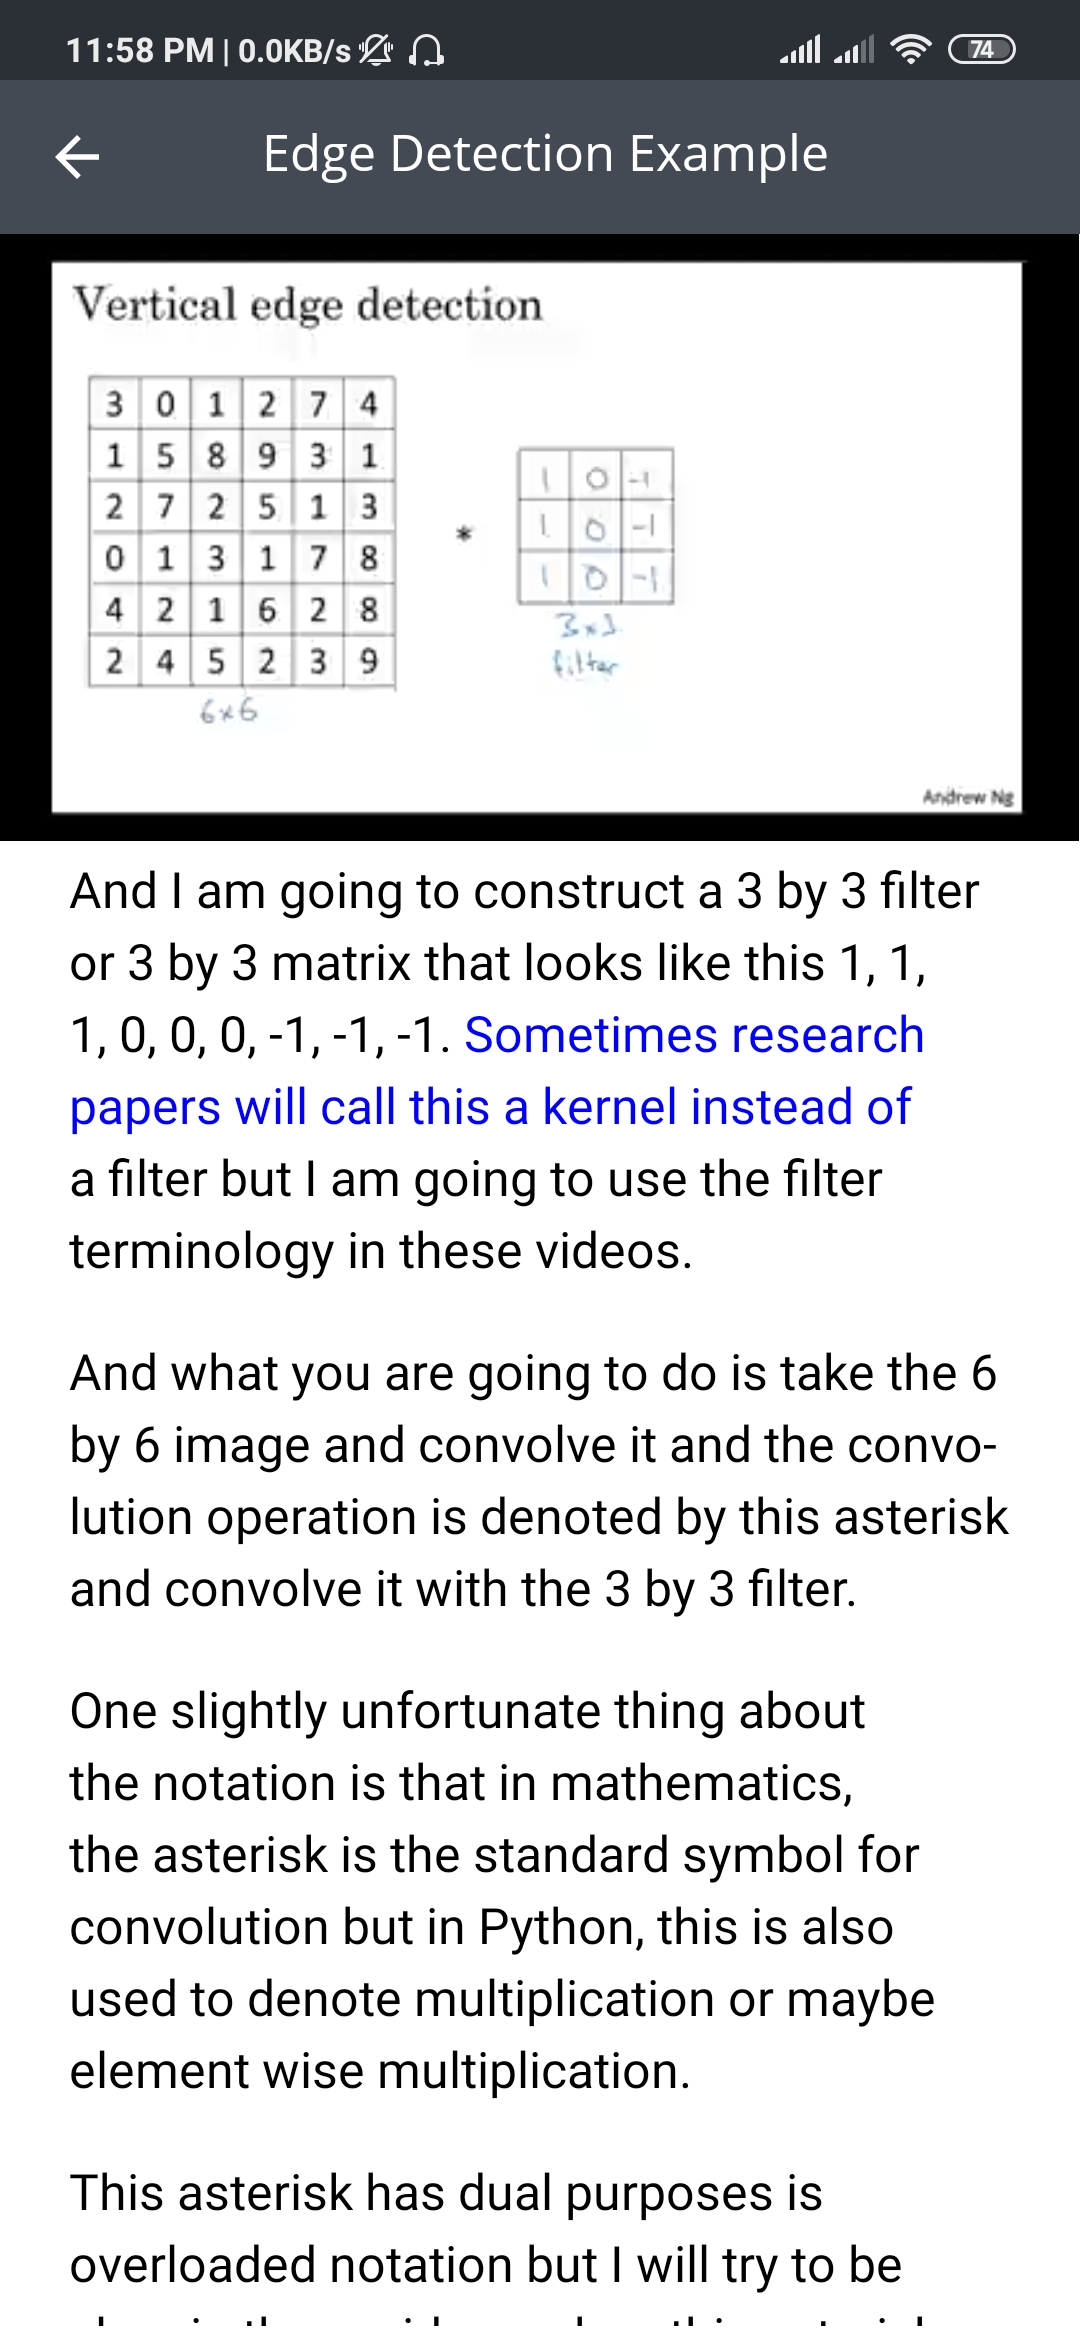 11:58 PM | 0.0KB/s
74
Edge Detection Example
Vertical edge detection
3 0 1 2 7 4
1 5 8 9 3 1
2 7 2 5 1 3
0 1 3 1 7 8
4 2 1 6 2 8
2 4 5 2 3 9
6×6
*
1 0 -1
1 0 -1
1 0 -1
3×3
filter
Andrew Ng
And I am going to construct a 3 by 3 filter
or 3 by 3 matrix that looks like this 1, 1,
1, 0, 0, 0, -1, -1, -1. Sometimes research
papers will call this a kernel instead of
a filter but I am going to use the filter
terminology in these videos.
And what you are going to do is take the 6
by 6 image and convolve it and the convo-
lution operation is denoted by this asterisk
and convolve it with the 3 by 3 filter.
One slightly unfortunate thing about
the notation is that in mathematics,
the asterisk is the standard symbol for
convolution but in Python, this is also
used to denote multiplication or maybe
element wise multiplication.
This asterisk has dual purposes is
overloaded notation but I will try to be